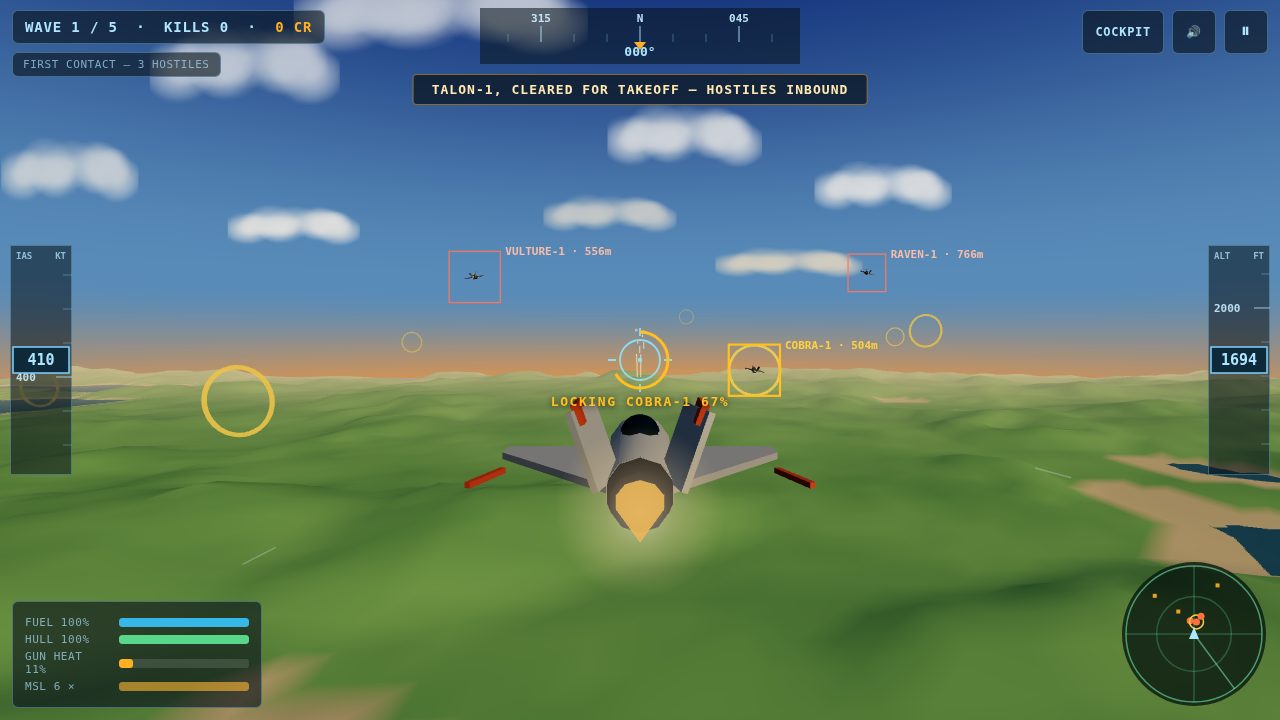 WAVE 1 / 5 · KILLS 0 · 0 CR
FIRST CONTACT — 3 HOSTILES
315 N 045
000°
COCKPIT
TALON-1, CLEARED FOR TAKEOFF — HOSTILES INBOUND
VULTURE-1 · 556m
RAVEN-1 · 766m
COBRA-1 · 504m
LOCKING COBRA-1 67%
IAS KT
410
400
ALT FT
2000
1694
FUEL 100%
HULL 100%
GUN HEAT
11%
MSL 6 ×